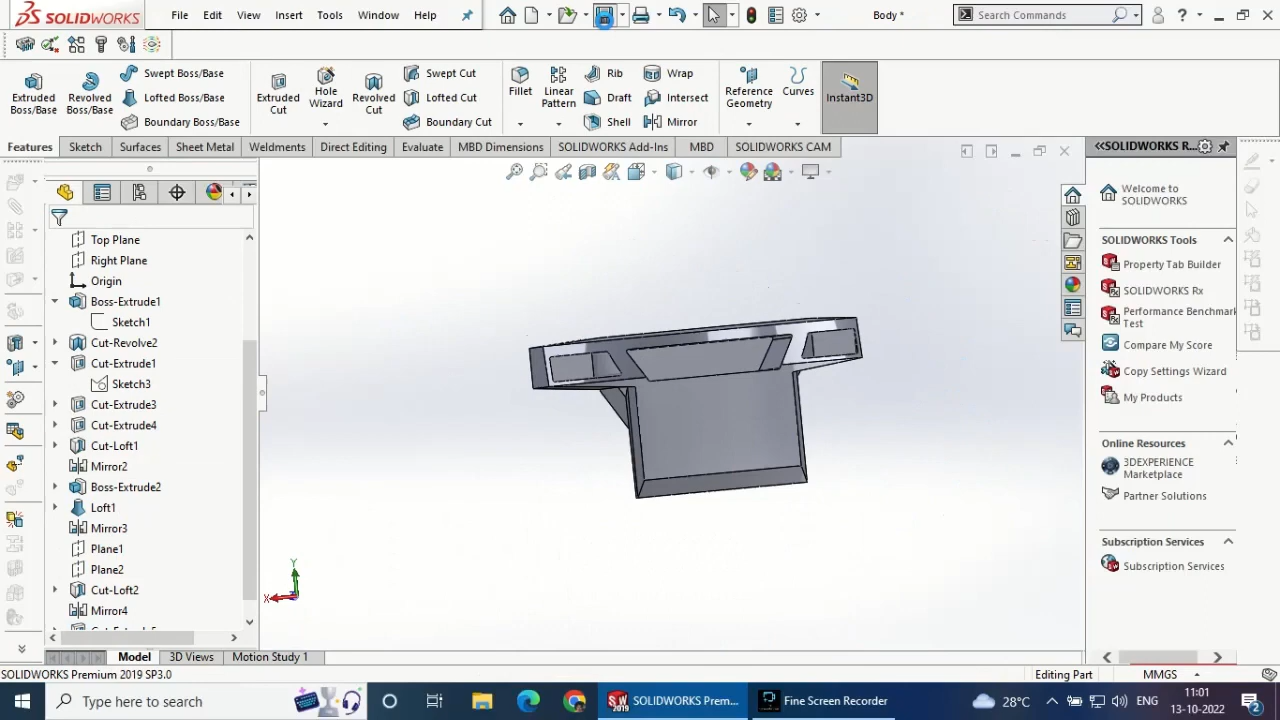 SOLIDWORKS File Edit View Insert Tools Window Help Body * Search Commands ?
Extruded Boss/Base
Revolved Boss/Base
Swept Boss/Base
Lofted Boss/Base
Boundary Boss/Base
Extruded Cut
Hole Wizard
Revolved Cut
Swept Cut
Lofted Cut
Boundary Cut
Fillet
Linear Pattern
Rib
Draft
Shell
Wrap
Intersect
Mirror
Reference Geometry
Curves
Instant3D
Features Sketch Surfaces Sheet Metal Weldments Direct Editing Evaluate MBD Dimensions SOLIDWORKS Add-Ins MBD SOLIDWORKS CAM
Top Plane
Right Plane
Origin
Boss-Extrude1
Sketch1
Cut-Revolve2
Cut-Extrude1
Sketch3
Cut-Extrude3
Cut-Extrude4
Cut-Loft1
Mirror2
Boss-Extrude2
Loft1
Mirror3
Plane1
Plane2
Cut-Loft2
Mirror4
Y
X
<<SOLIDWORKS R...
Welcome to
SOLIDWORKS
SOLIDWORKS Tools
Property Tab Builder
SOLIDWORKS Rx
Performance Benchmark
Test
Compare My Score
Copy Settings Wizard
My Products
Online Resources
3DEXPERIENCE
Marketplace
Partner Solutions
Subscription Services
Subscription Services
Model 3D Views Motion Study 1
SOLIDWORKS Premium 2019 SP3.0 Editing Part MMGS
Type here to search SOLIDWORKS Prem... Fine Screen Recorder 28°C ENG 11:01
13-10-2022 2